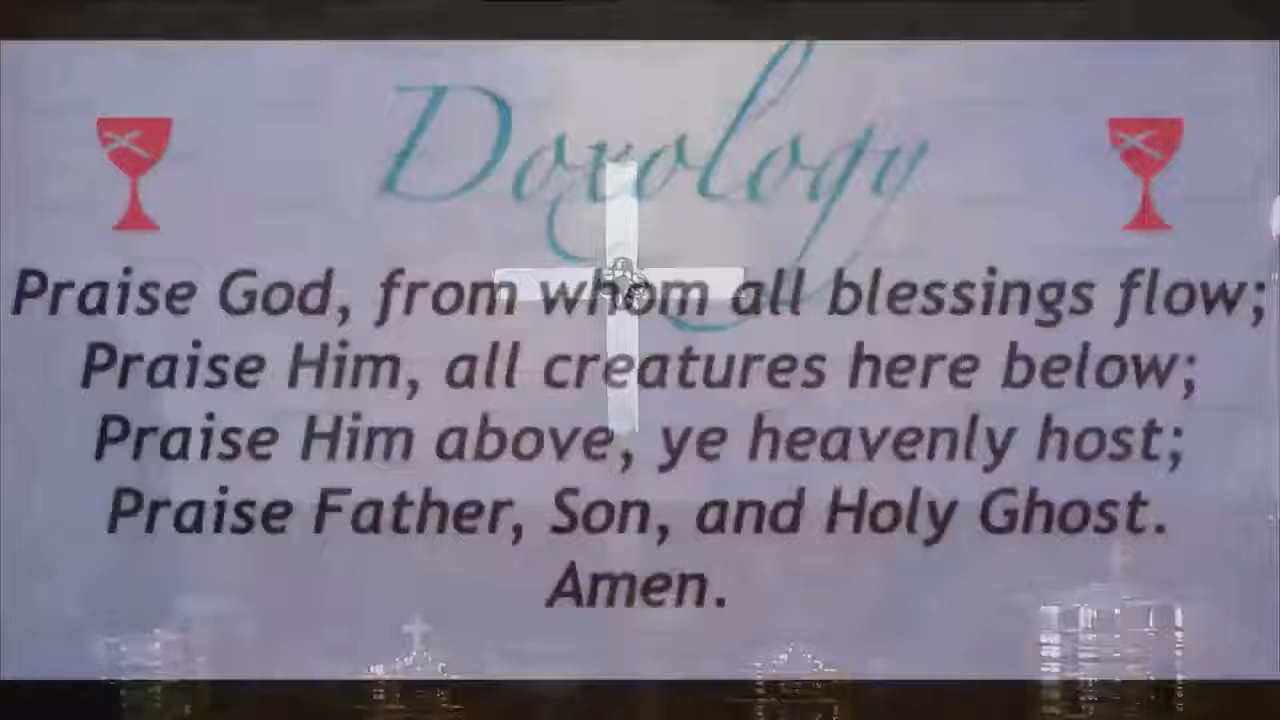 Doxology
Praise God, from whom all blessings flow;
Praise Him, all creatures here below;
Praise Him above, ye heavenly host;
Praise Father, Son, and Holy Ghost.
Amen.